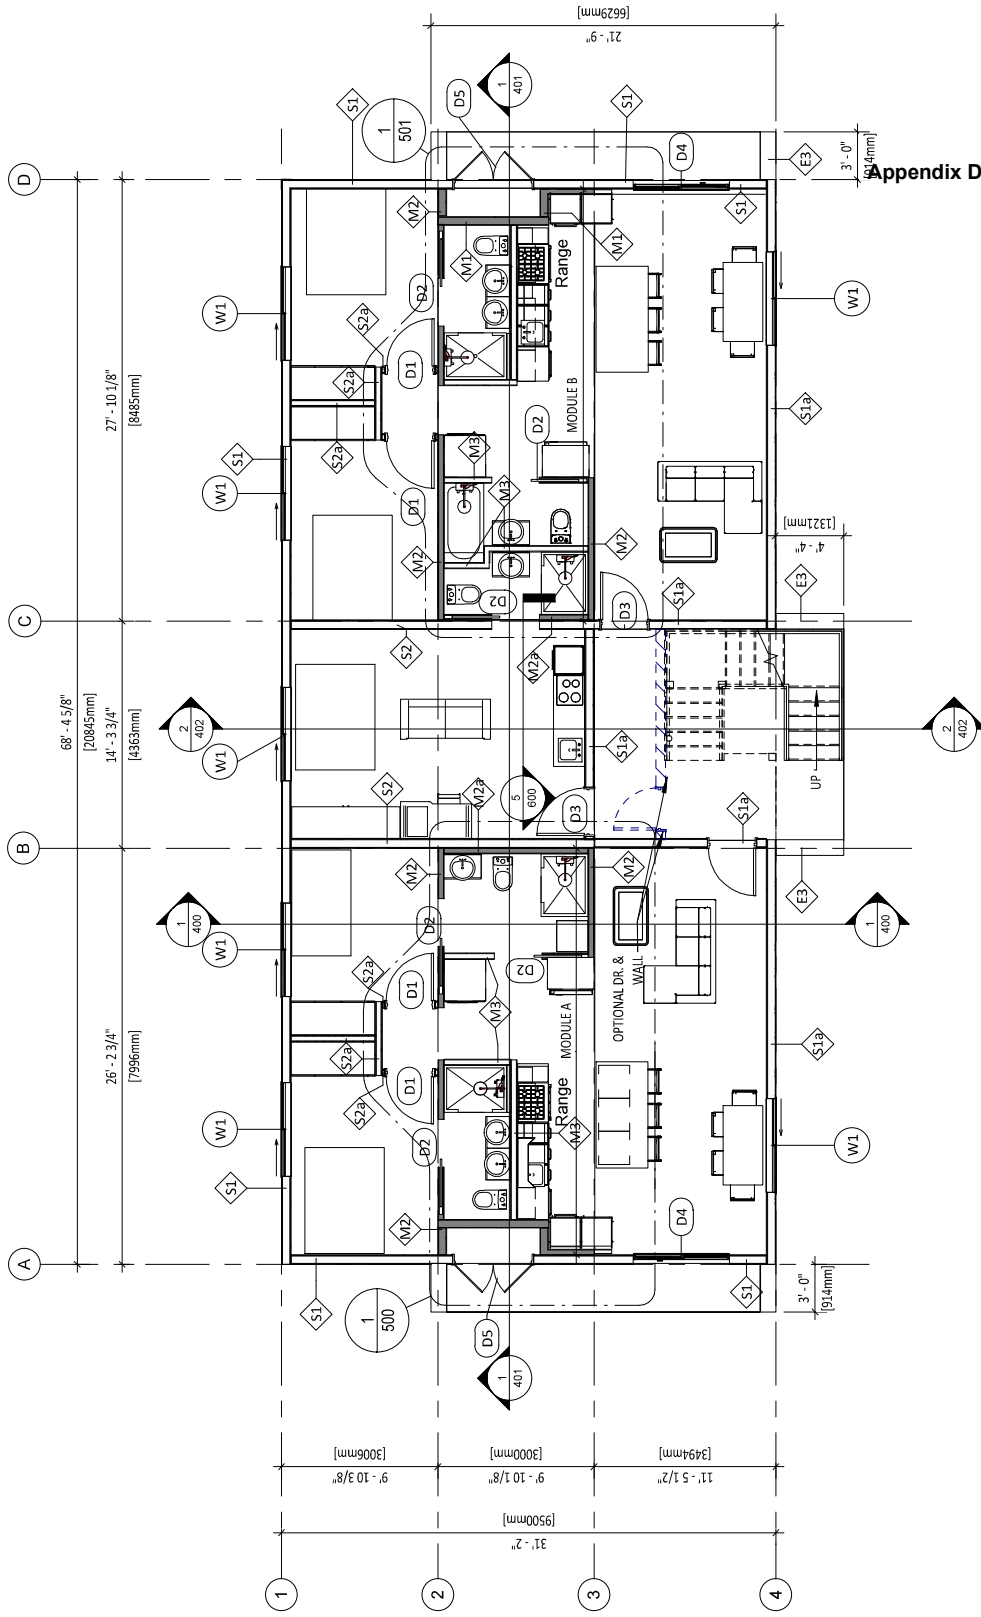 [6629mm]
21' - 9"
1
401
D5
S1
1
501
S1
D4
E3
3' - 0"
[914mm]
Appendix D
D
M2
M1
M1
S1
Range
W1
D2
S2a
W1
D1
S2a
27' - 10 1/8"
[8485mm]
S2a
S1
W1
D1
M3
D2
MODULE B
S1a
M3
M2
M2
[1321mm]
4' - 4"
E3
D2
D3
S1a
C
S2
M2a
68' - 4 5/8"
[20845mm]
14' - 3 3/4"
[4363mm]
2
402
W1
S1a
2
402
UP
S2
M2a
5
600
D3
S1a
B
M2
M2
E3
1
400
W1
D2
1
400
S2a
D1
D2
OPTIONAL DR. &
WALL
M3
MODULE A
S1a
26' - 2 3/4"
[7996mm]
S2a
D1
S2a
Range
W1
D2
M3
W1
S1
M2
D4
A
S1
1
500
D5
S1
3' - 0"
[914mm]
1
401
[3006mm]
9' - 10 3/8"
[3000mm]
9' - 10 1/8"
[3494mm]
11' - 5 1/2"
[9500mm]
31' - 2"
1
2
3
4